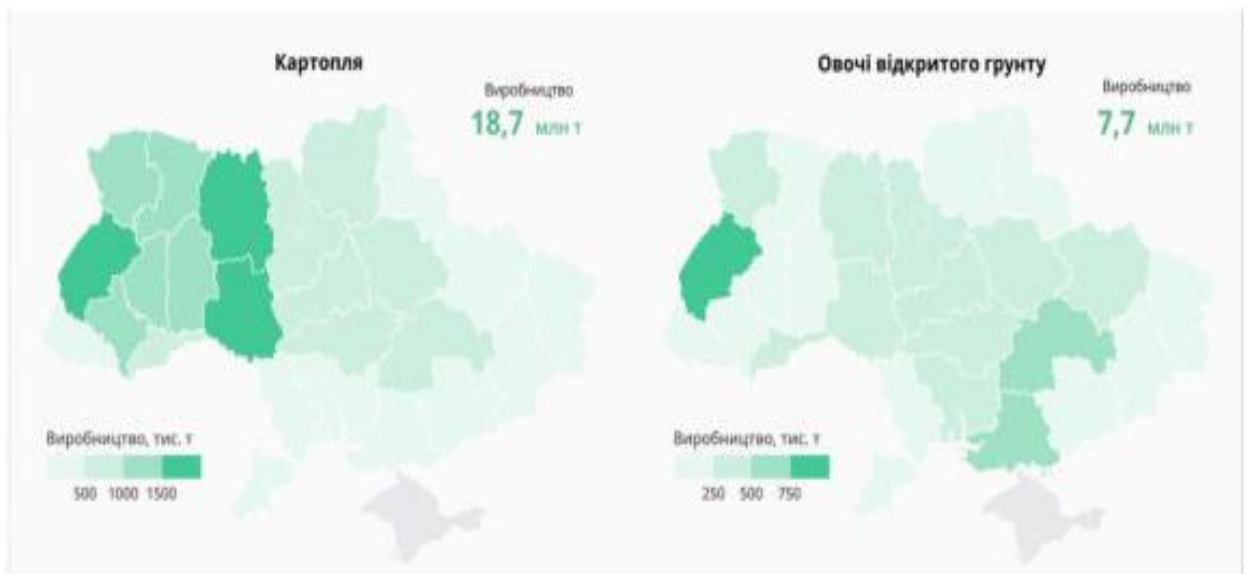 Картопля
Виробництво
18,7 млн т
Виробництво, тис. т
500 1000 1500
Овочі відкритого грунту
Виробництво
7,7 млн т
Виробництво, тис. т
250 500 750